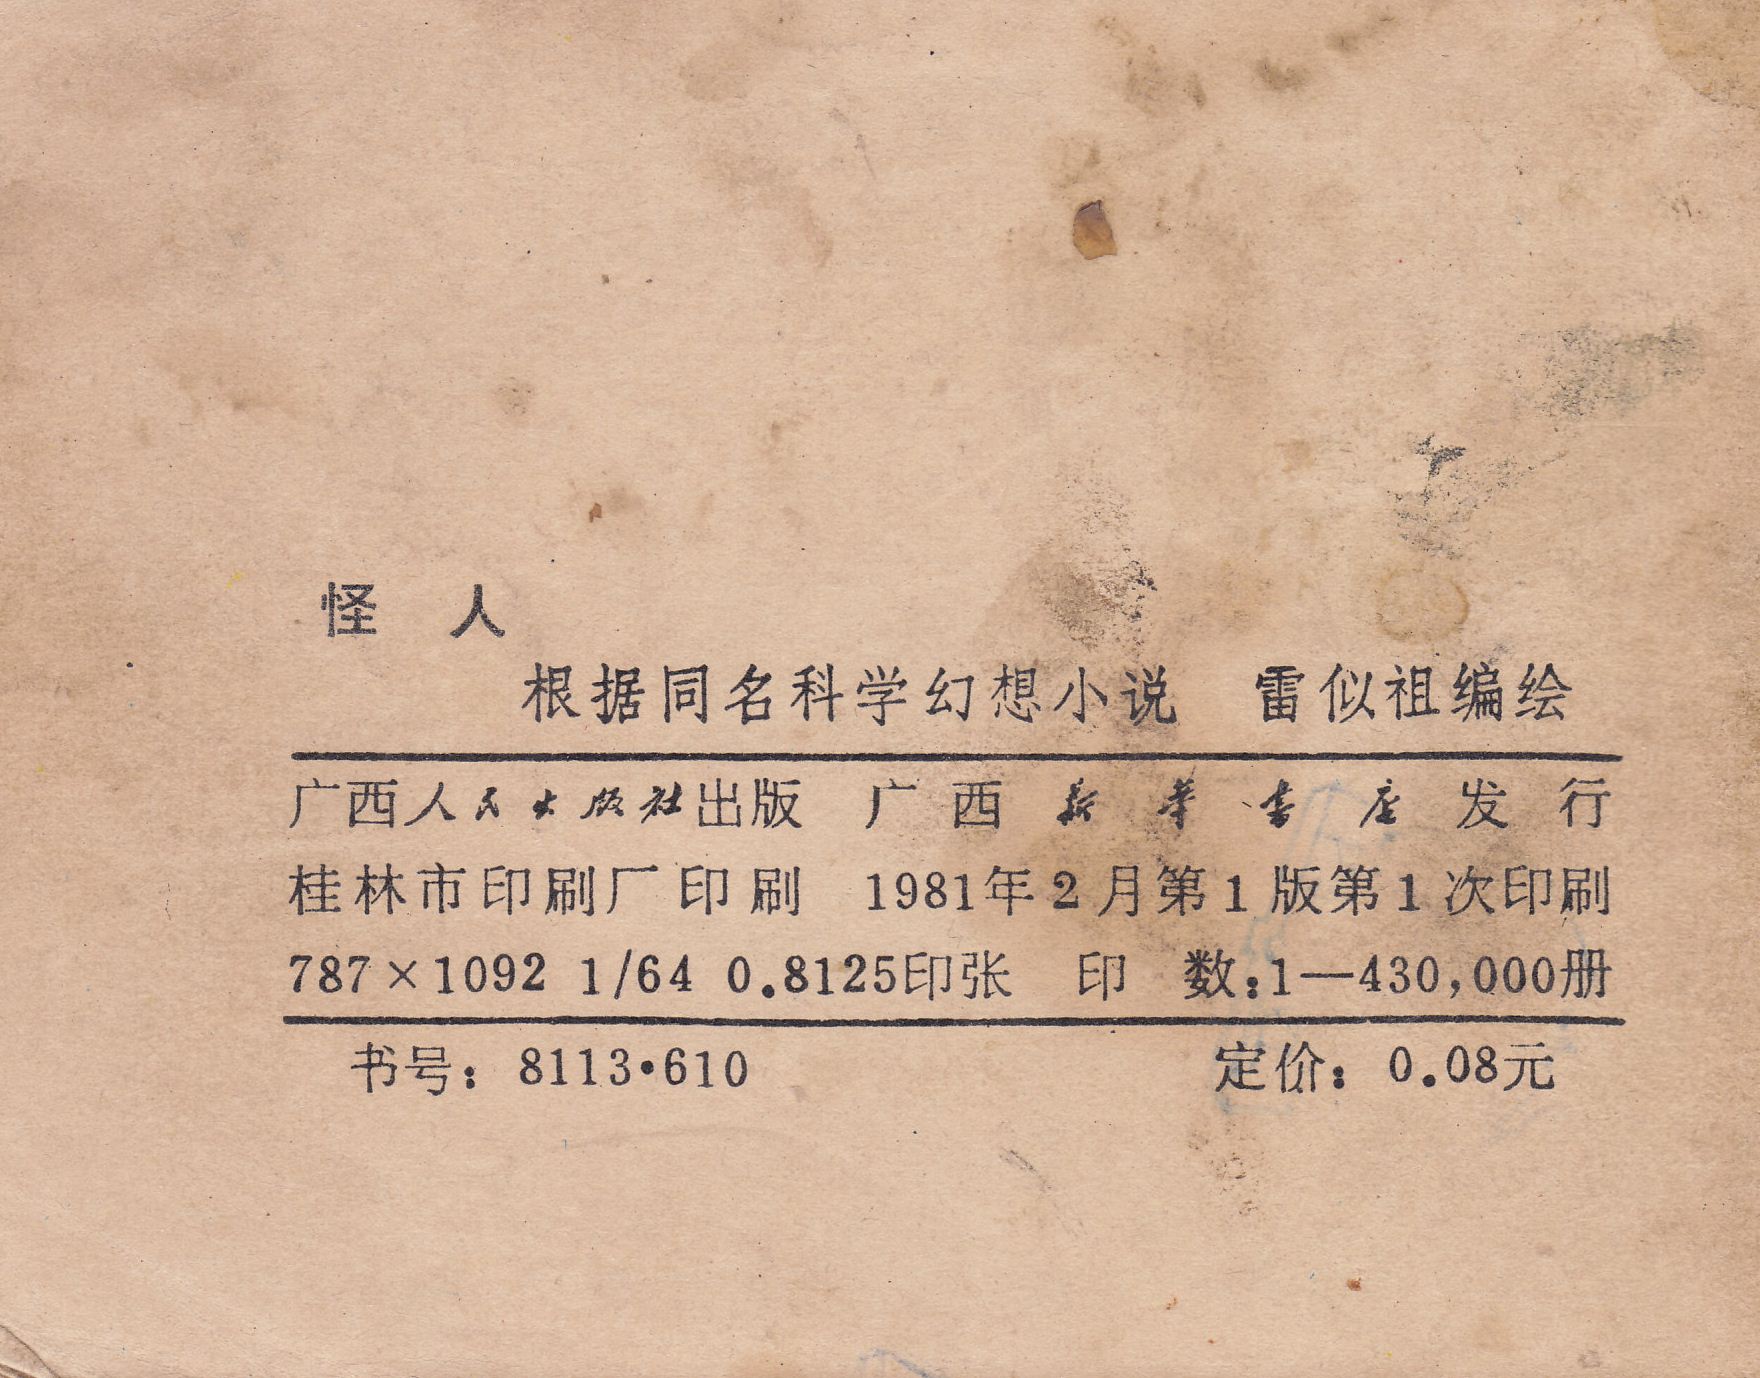 怪 人
根据同名科学幻想小说 雷似祖编绘
广西人民出版社出版 广西新华书店发行
桂林市印刷厂印刷 1981年2月第1版第1次印刷
787×1092 1/64 0.8125印张 印数：1—430,000册
书号：8113·610 定价：0.08元